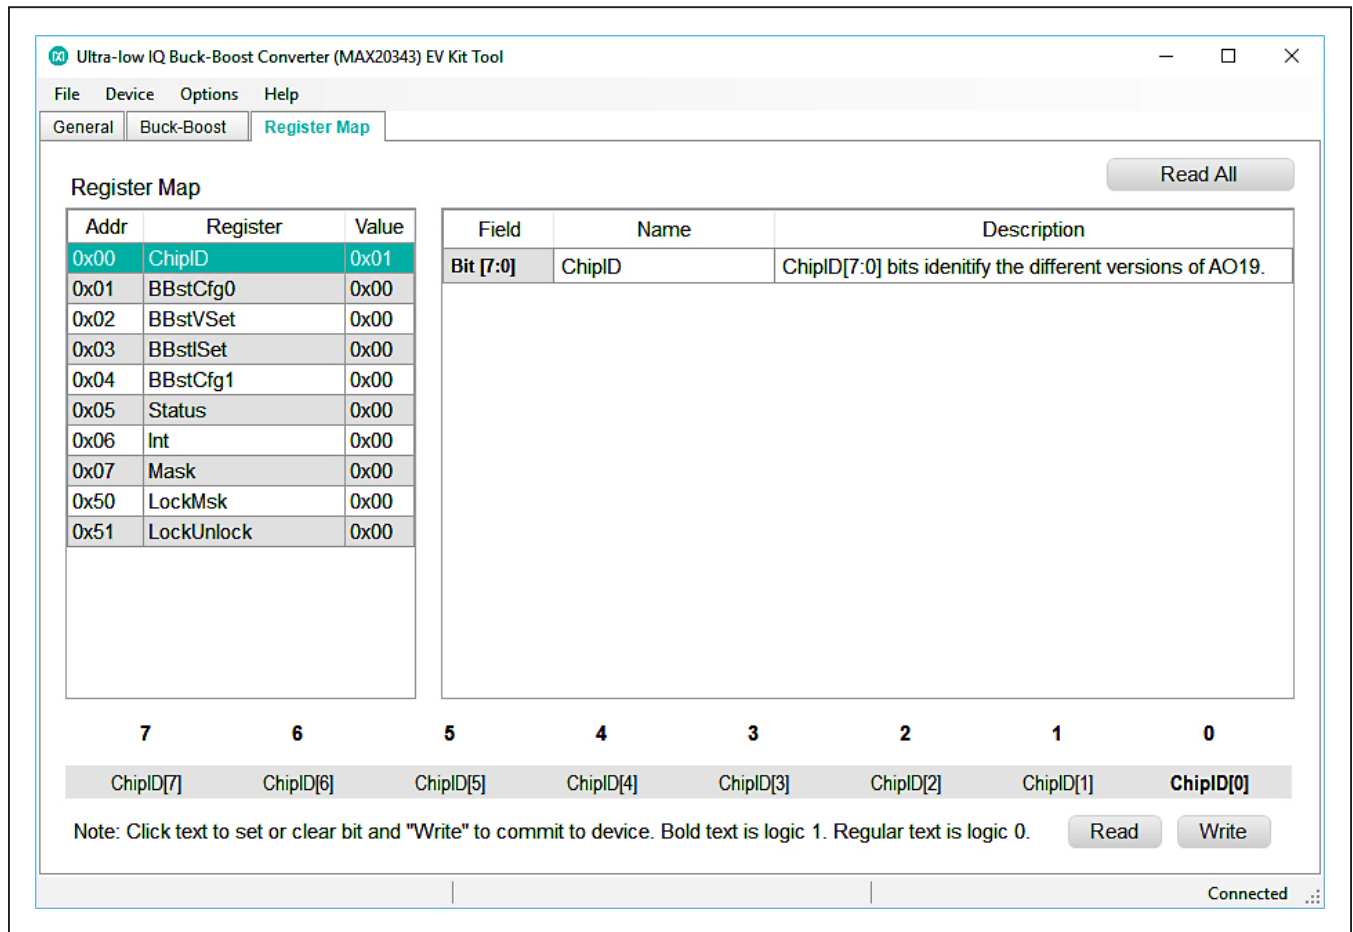 Ultra-low IQ Buck-Boost Converter (MAX20343) EV Kit Tool
File Device Options Help
General Buck-Boost Register Map
Read All
Register Map
Addr Register Value
0x00 ChipID 0x01
0x01 BBstCfg0 0x00
0x02 BBstVSet 0x00
0x03 BBstISet 0x00
0x04 BBstCfg1 0x00
0x05 Status 0x00
0x06 Int 0x00
0x07 Mask 0x00
0x50 LockMsk 0x00
0x51 LockUnlock 0x00
Field Name Description
Bit [7:0] ChipID ChipID[7:0] bits idenitify the different versions of AO19.
7 6 5 4 3 2 1 0
ChipID[7] ChipID[6] ChipID[5] ChipID[4] ChipID[3] ChipID[2] ChipID[1] ChipID[0]
Note: Click text to set or clear bit and "Write" to commit to device. Bold text is logic 1. Regular text is logic 0.
Read Write
Connected